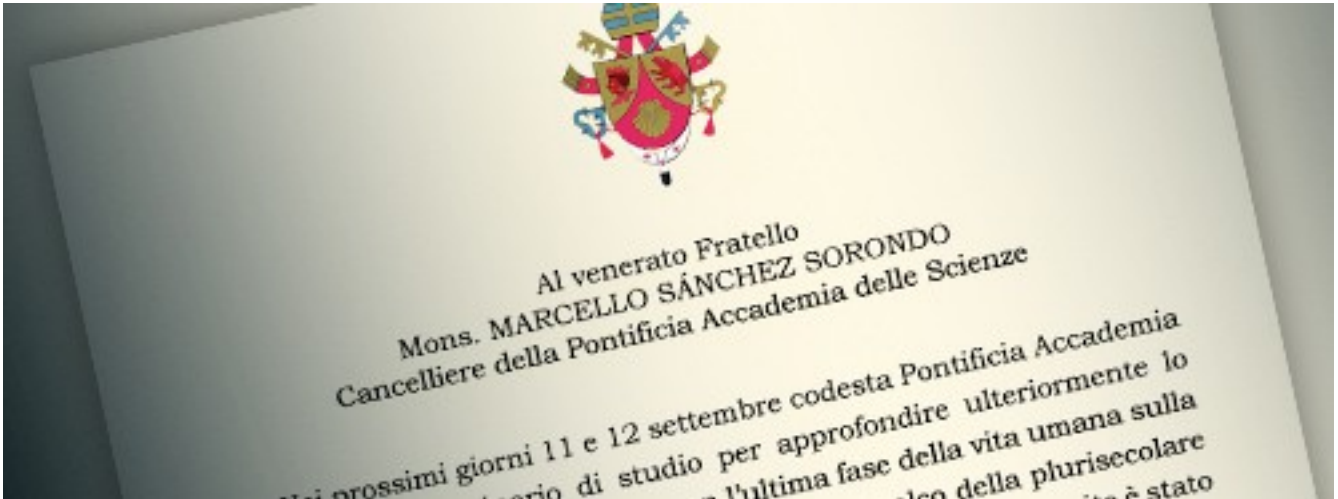 Al venerato Fratello
Mons. MARCELLO SÁNCHEZ SORONDO
Cancelliere della Pontificia Accademia delle Scienze
Nei prossimi giorni 11 e 12 settembre codesta Pontificia Accademia
di studio per approfondire ulteriormente lo
l'ultima fase della vita umana sulla
della plurisecolare
è stato